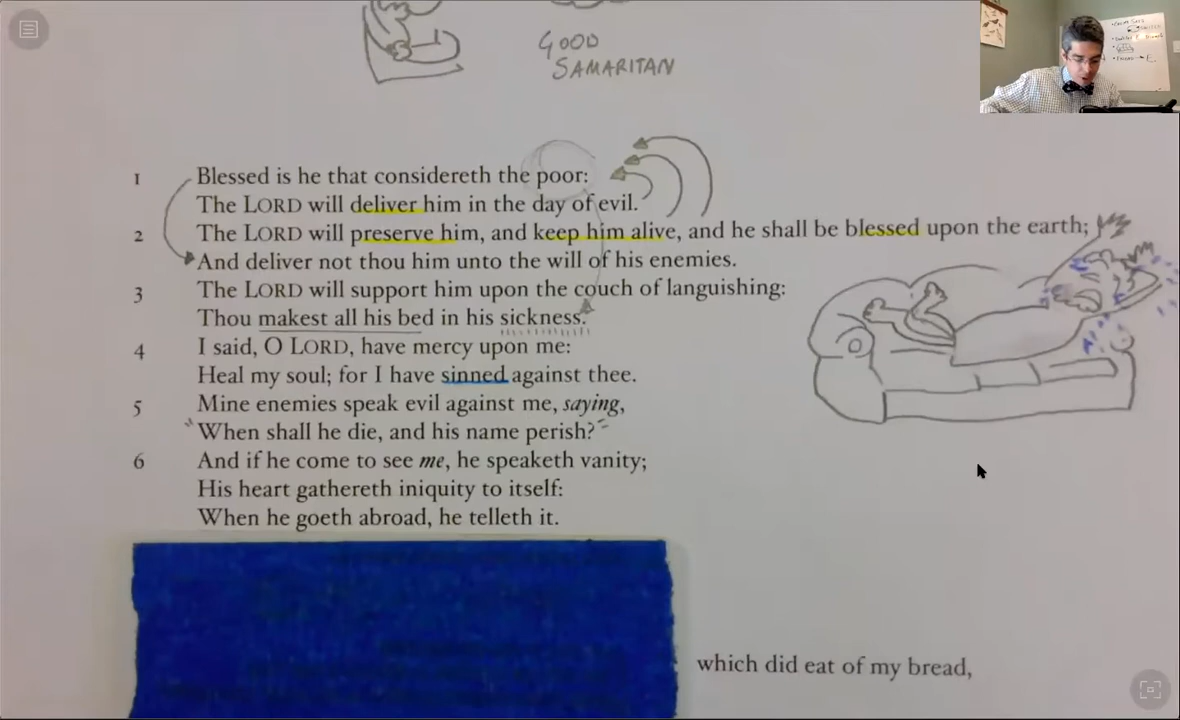 GOOD
SAMARITAN
1 Blessed is he that considereth the poor:
The LORD will deliver him in the day of evil.
2 The LORD will preserve him, and keep him alive, and he shall be blessed upon the earth;
And deliver not thou him unto the will of his enemies.
3 The LORD will support him upon the couch of languishing:
Thou makest all his bed in his sickness.
4 I said, O LORD, have mercy upon me:
Heal my soul; for I have sinned against thee.
5 Mine enemies speak evil against me, saying,
"When shall he die, and his name perish?"
6 And if he come to see me, he speaketh vanity;
His heart gathereth iniquity to itself:
When he goeth abroad, he telleth it.
which did eat of my bread,